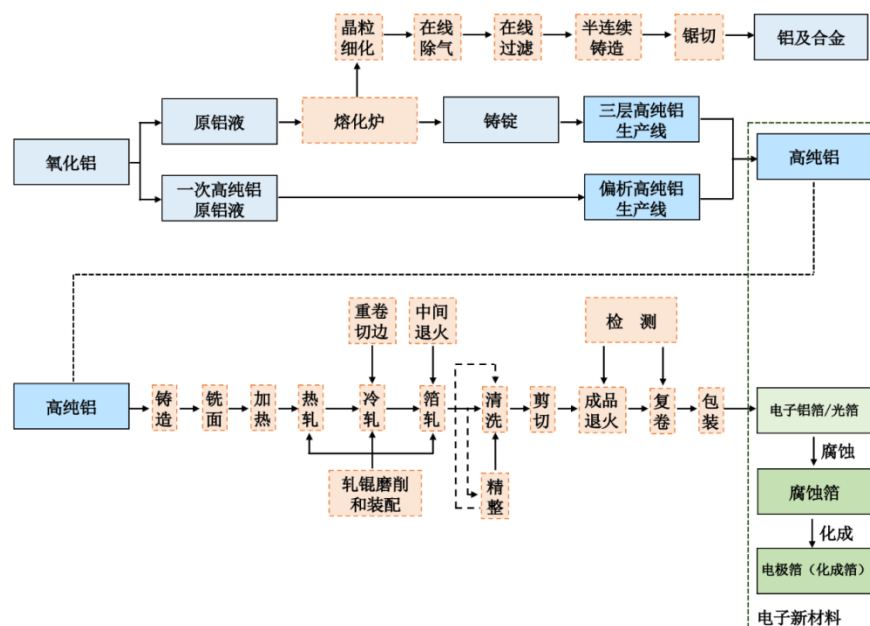 晶粒
细化
在线
除气
在线
过滤
半连续
铸造
锯切
铝及合金
氧化铝
原铝液
熔化炉
铸锭
三层高纯铝
生产线
高纯铝
一次高纯铝
原铝液
偏析高纯铝
生产线
重卷
切边
中间
退火
检 测
高纯铝
铸造
铣面
加热
热轧
冷轧
箔轧
清洗
剪切
成品
退火
复卷
包装
电子铝箔/光箔
轧锟磨削
和装配
精整
腐蚀
腐蚀箔
化成
电极箔（化成箔）
电子新材料